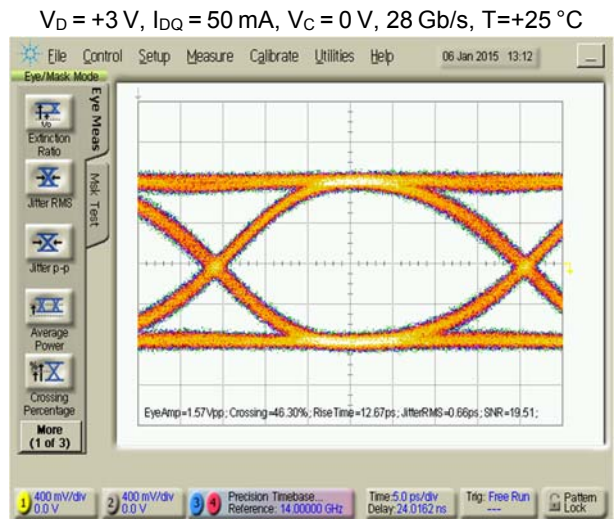 V_D = +3 V, I_DQ = 50 mA, V_C = 0 V, 28 Gb/s, T=+25 °C
File Control Setup Measure Calibrate Utilities Help 06 Jan 2015 13:12
Eye/Mask Mode
Eye Meas
Msk Test
Extinction
Ratio
Jitter RMS
Jitter p-p
Average
Power
Crossing
Percentage
More
(1 of 3)
EyeAmp=1.57Vpp; Crossing=46.30%; RiseTime=12.67ps; JitterRMS=0.66ps; SNR=19.51;
1 400 mV/div
0.0 V
2 400 mV/div
0.0 V
3 4 Precision Timebase...
Reference: 14.00000 GHz
Time:5.0 ps/div
Delay:24.0162 ns
Trig: Free Run
---
Pattern
Lock